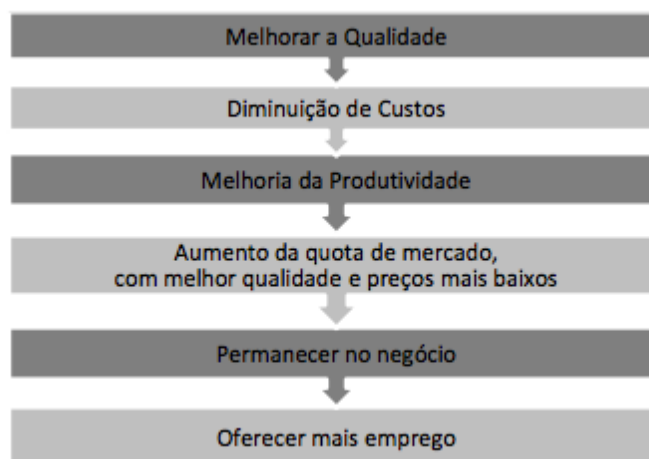 Melhorar a Qualidade
Diminuição de Custos
Melhoria da Produtividade
Aumento da quota de mercado,
com melhor qualidade e preços mais baixos
Permanecer no negócio
Oferecer mais emprego